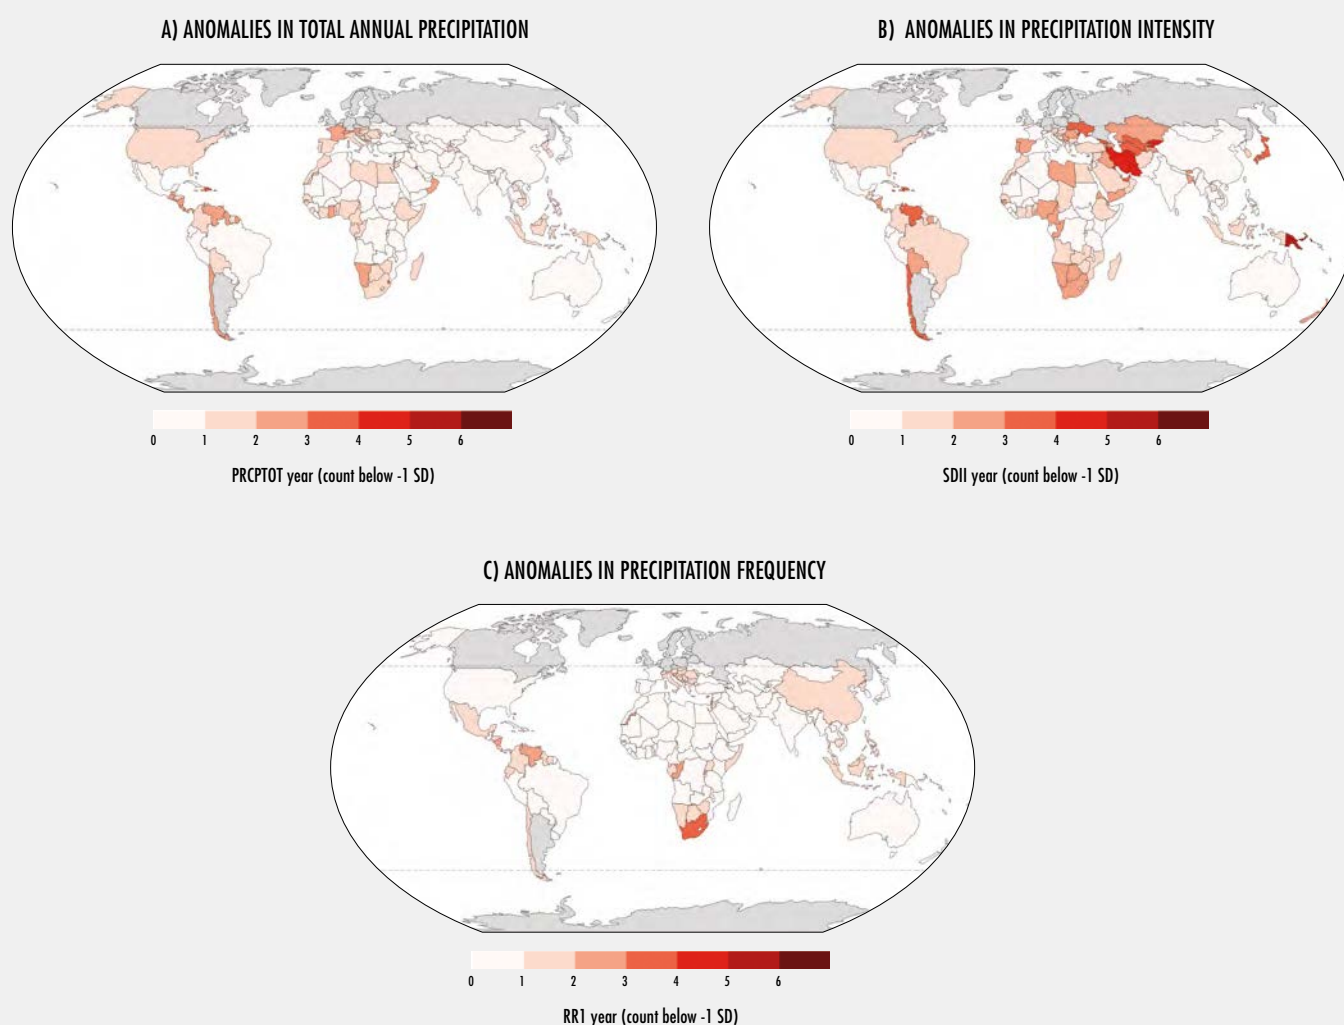 A) ANOMALIES IN TOTAL ANNUAL PRECIPITATION
B) ANOMALIES IN PRECIPITATION INTENSITY
0 1 2 3 4 5 6
PRCPTOT year (count below -1 SD)
0 1 2 3 4 5 6
SDII year (count below -1 SD)
C) ANOMALIES IN PRECIPITATION FREQUENCY
0 1 2 3 4 5 6
RR1 year (count below -1 SD)